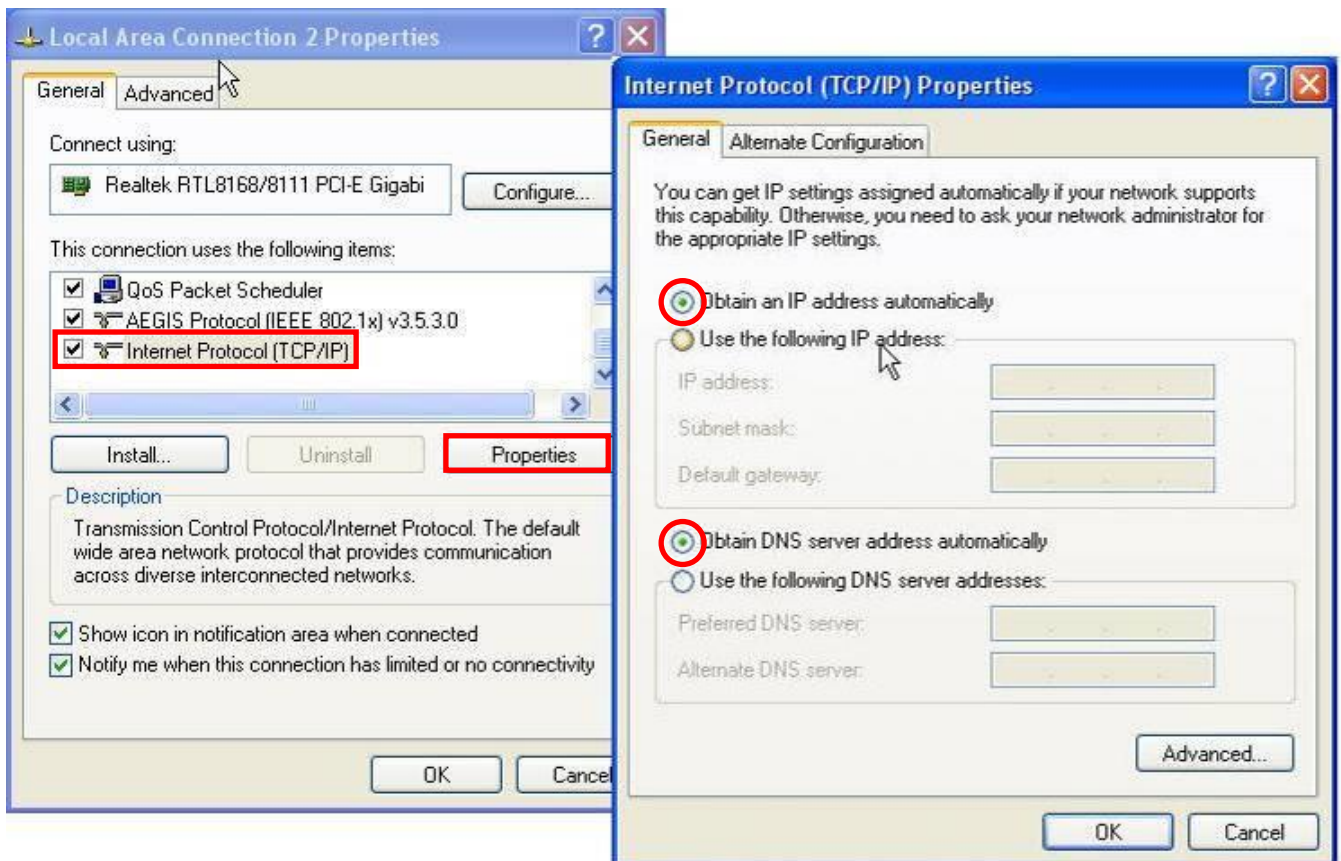 Local Area Connection 2 Properties
General
Advanced
Connect using:
Realtek RTL8168/8111 PCI-E Gigabi
Configure...
This connection uses the following items:
QoS Packet Scheduler
AEGIS Protocol (IEEE 802.1x) v3.5.3.0
Internet Protocol (TCP/IP)
Install...
Uninstall
Properties
Description
Transmission Control Protocol/Internet Protocol. The default
wide area network protocol that provides communication
across diverse interconnected networks.
Show icon in notification area when connected
Notify me when this connection has limited or no connectivity
OK
Cancel
Internet Protocol (TCP/IP) Properties
General
Alternate Configuration
You can get IP settings assigned automatically if your network supports
this capability. Otherwise, you need to ask your network administrator for
the appropriate IP settings.
Obtain an IP address automatically
Use the following IP address:
IP address:
Subnet mask:
Default gateway:
Obtain DNS server address automatically
Use the following DNS server addresses:
Preferred DNS server:
Alternate DNS server:
Advanced...
OK
Cancel